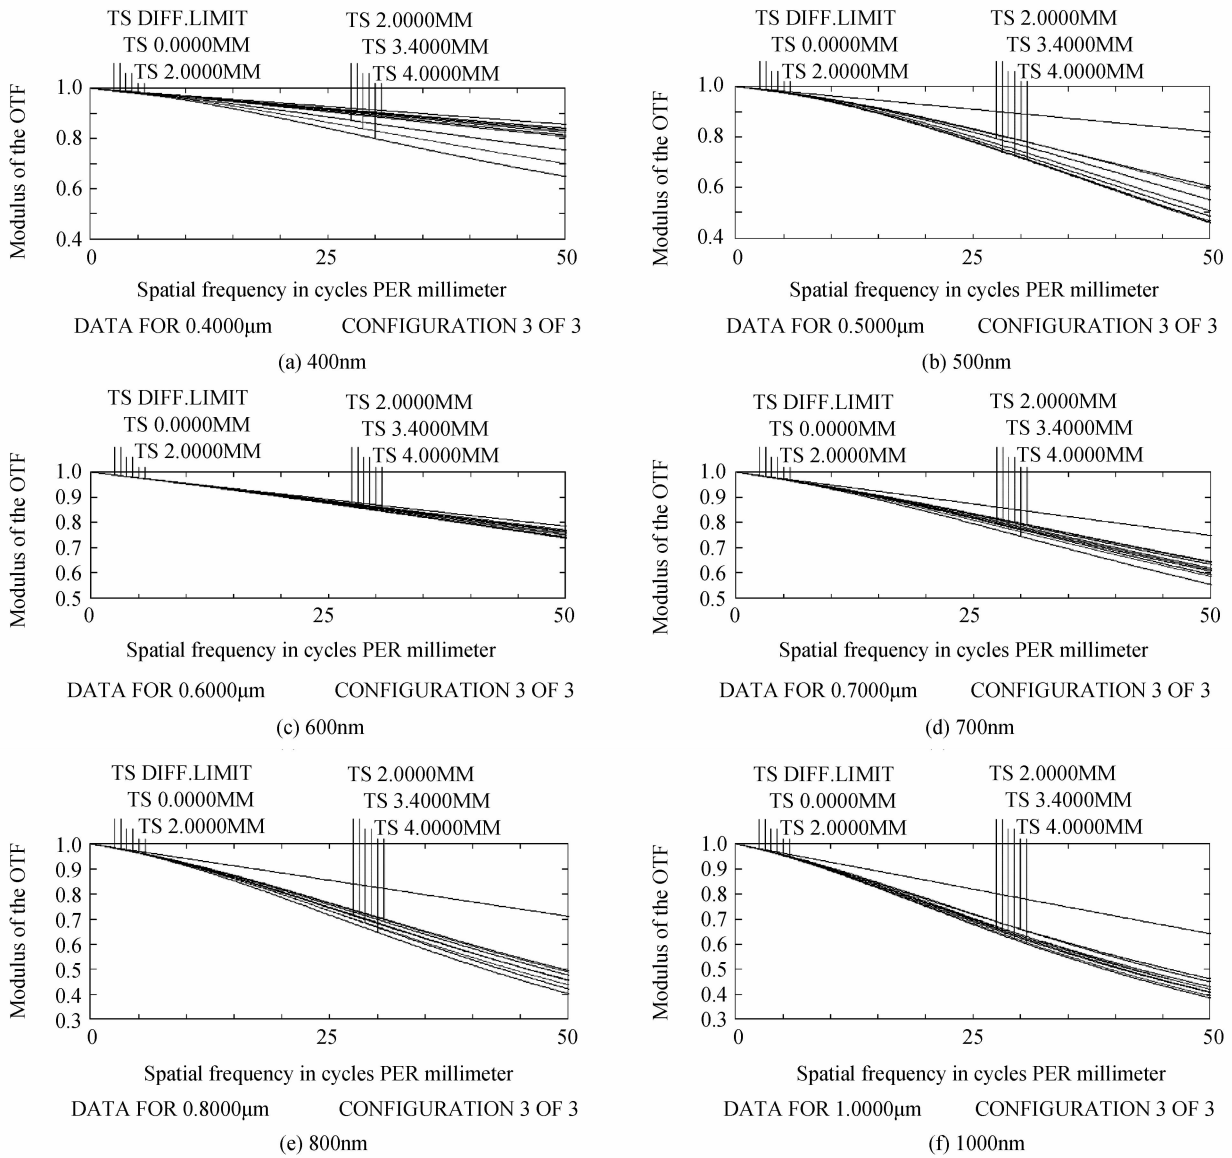 TS DIFF.LIMIT
TS 0.0000MM
TS 2.0000MM
TS 2.0000MM
TS 3.4000MM
TS 4.0000MM
Modulus of the OTF
1.0
0.8
0.6
0.4
0
25
50
Spatial frequency in cycles PER millimeter
DATA FOR 0.4000μm
CONFIGURATION 3 OF 3
(a) 400nm
TS DIFF.LIMIT
TS 0.0000MM
TS 2.0000MM
TS 2.0000MM
TS 3.4000MM
TS 4.0000MM
Modulus of the OTF
1.0
0.8
0.6
0.4
0
25
50
Spatial frequency in cycles PER millimeter
DATA FOR 0.5000μm
CONFIGURATION 3 OF 3
(b) 500nm
TS DIFF.LIMIT
TS 0.0000MM
TS 2.0000MM
TS 2.0000MM
TS 3.4000MM
TS 4.0000MM
Modulus of the OTF
1.0
0.9
0.8
0.7
0.6
0.5
0
25
50
Spatial frequency in cycles PER millimeter
DATA FOR 0.6000μm
CONFIGURATION 3 OF 3
(c) 600nm
TS DIFF.LIMIT
TS 0.0000MM
TS 2.0000MM
TS 2.0000MM
TS 3.4000MM
TS 4.0000MM
Modulus of the OTF
1.0
0.9
0.8
0.7
0.6
0.5
0
25
50
Spatial frequency in cycles PER millimeter
DATA FOR 0.7000μm
CONFIGURATION 3 OF 3
(d) 700nm
TS DIFF.LIMIT
TS 0.0000MM
TS 2.0000MM
TS 2.0000MM
TS 3.4000MM
TS 4.0000MM
Modulus of the OTF
1.0
0.9
0.8
0.7
0.6
0.5
0.4
0.3
0
25
50
Spatial frequency in cycles PER millimeter
DATA FOR 0.8000μm
CONFIGURATION 3 OF 3
(e) 800nm
TS DIFF.LIMIT
TS 0.0000MM
TS 2.0000MM
TS 2.0000MM
TS 3.4000MM
TS 4.0000MM
Modulus of the OTF
1.0
0.9
0.8
0.7
0.6
0.5
0.4
0.3
0
25
50
Spatial frequency in cycles PER millimeter
DATA FOR 1.0000μm
CONFIGURATION 3 OF 3
(f) 1000nm